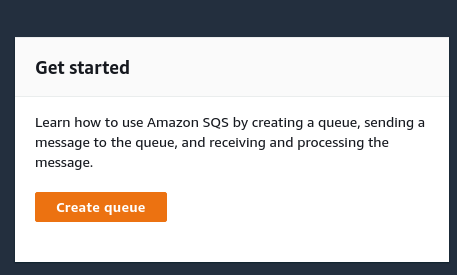 Get started
Learn how to use Amazon SQS by creating a queue, sending a
message to the queue, and receiving and processing the
message.
Create queue